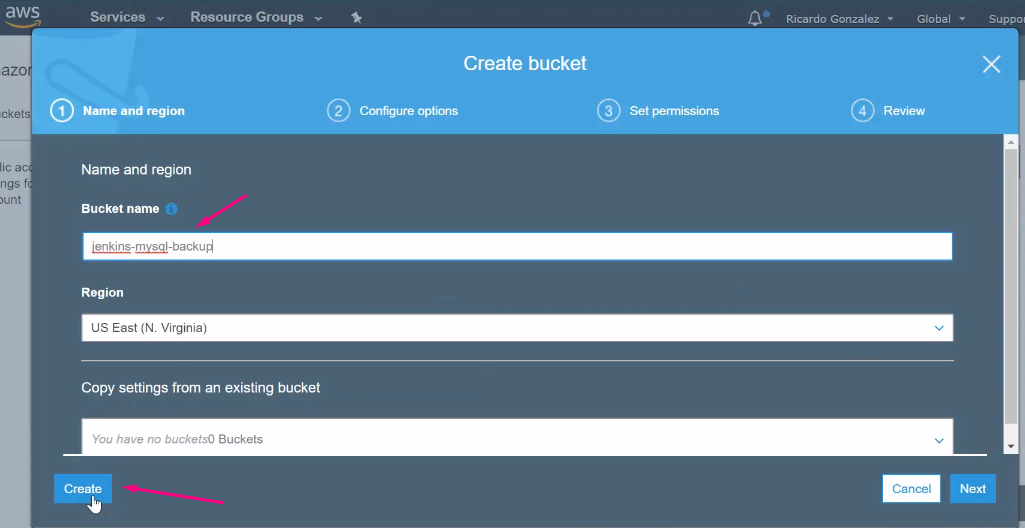 aws Services Resource Groups Ricardo Gonzalez Global Suppor
Create bucket
1 Name and region 2 Configure options 3 Set permissions 4 Review
azon
ckets
lic acc
ngs fo
ount
Name and region
Bucket name
jenkins-mysql-backup
Region
US East (N. Virginia)
Copy settings from an existing bucket
You have no buckets0 Buckets
Create Cancel Next